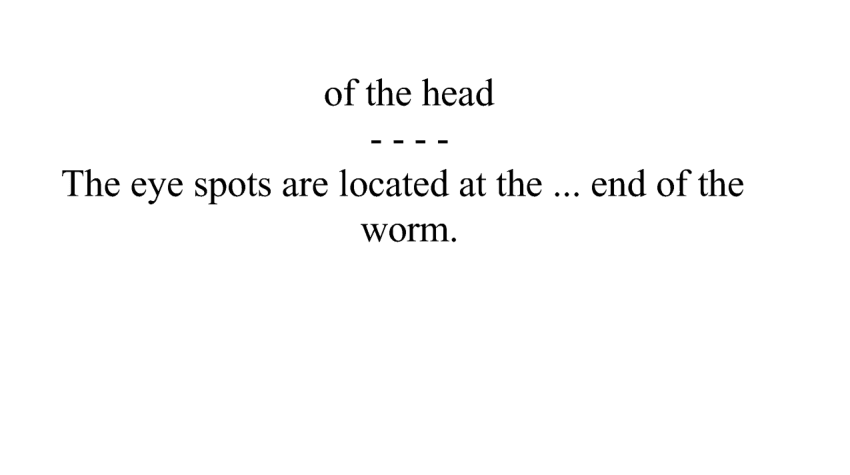 of the head
- - - -
The eye spots are located at the ... end of the
worm.